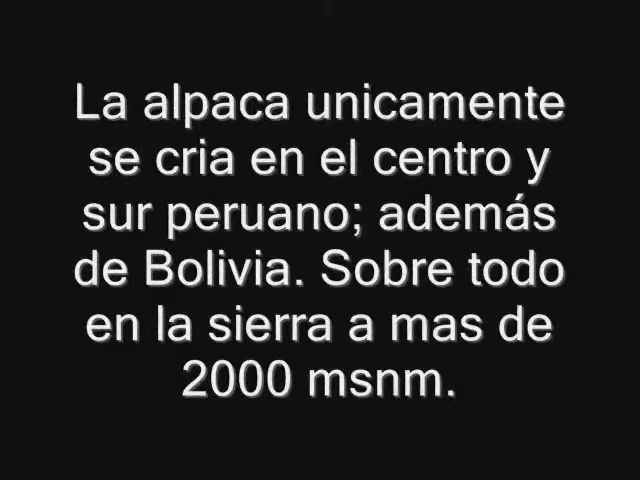 La alpaca unicamente
se cria en el centro y
sur peruano; además
de Bolivia. Sobre todo
en la sierra a mas de
2000 msnm.